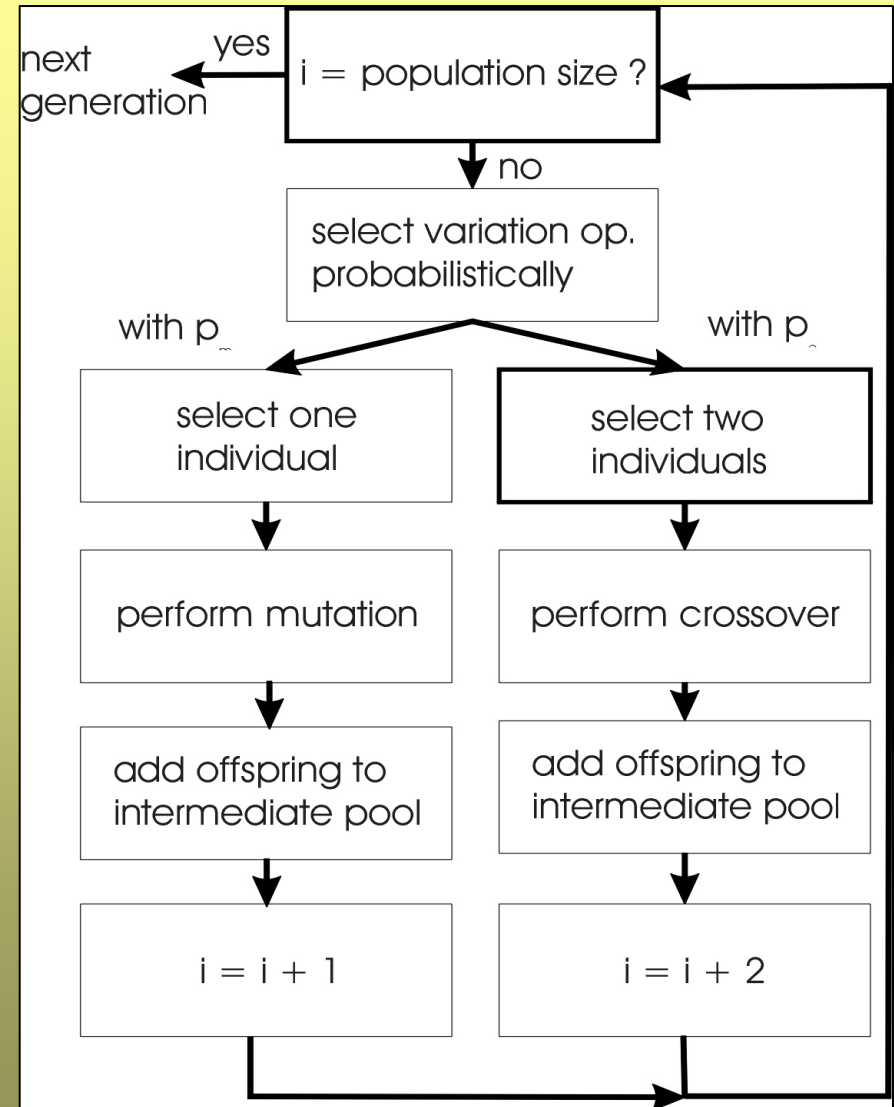 next
generation
yes
i = population size ?
no
select variation op.
probabilistically
with p
with p
select one
individual
select two
individuals
perform mutation
perform crossover
add offspring to
intermediate pool
add offspring to
intermediate pool
i = i + 1
i = i + 2